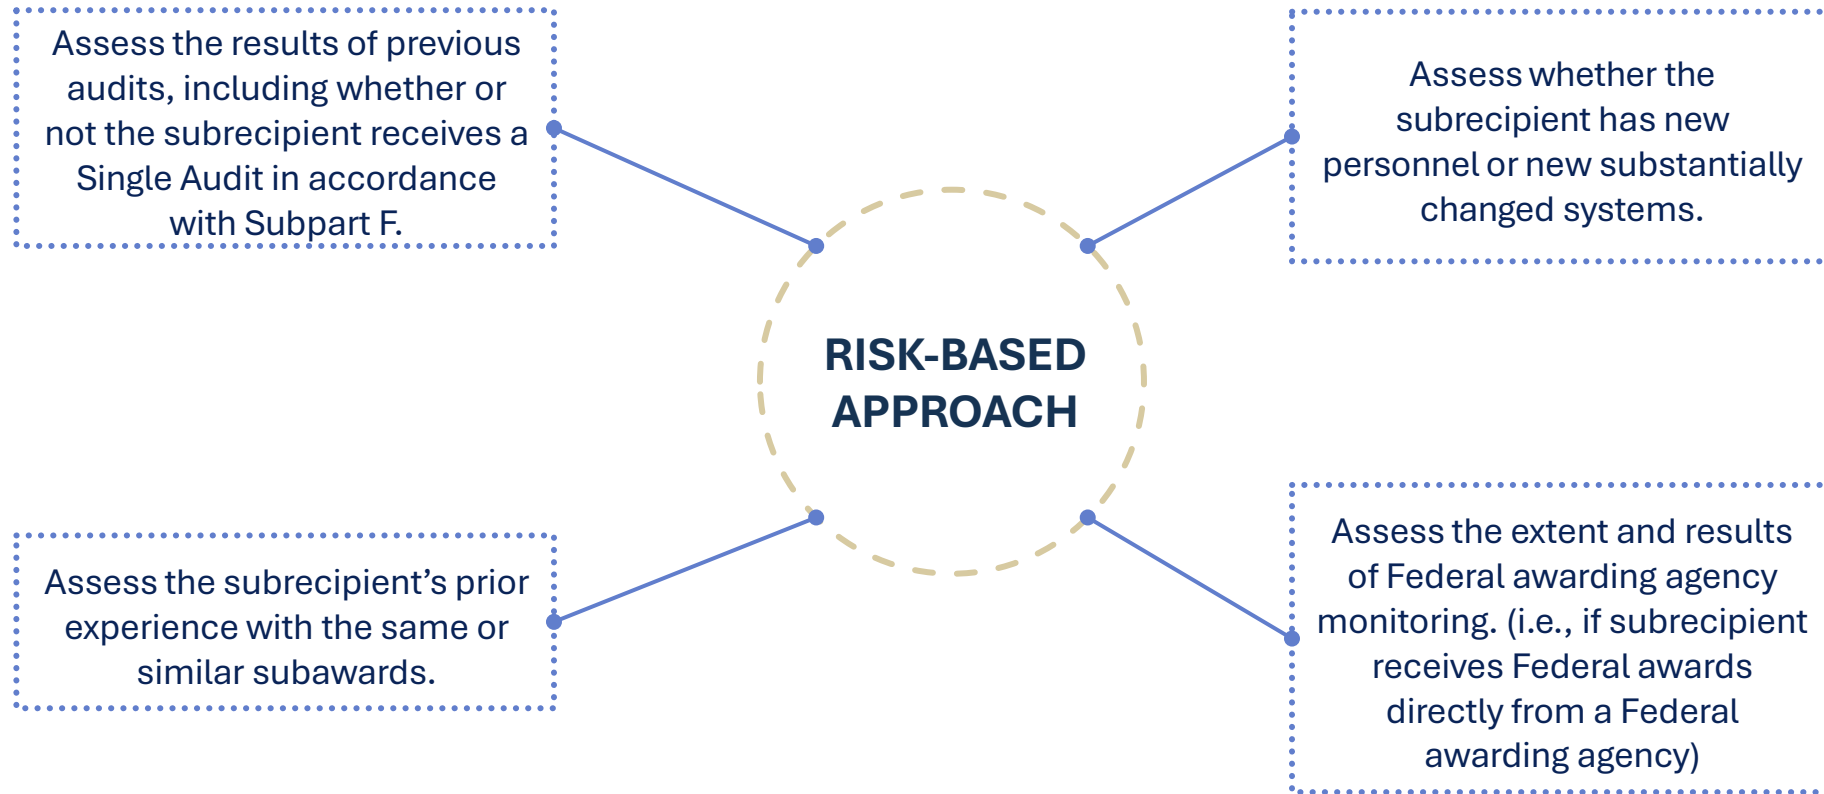 Assess the results of previous
audits, including whether or
not the subrecipient receives a
Single Audit in accordance
with Subpart F.
Assess whether the
subrecipient has new
personnel or new substantially
changed systems.
RISK-BASED
APPROACH
Assess the subrecipient’s prior
experience with the same or
similar subawards.
Assess the extent and results
of Federal awarding agency
monitoring. (i.e., if subrecipient
receives Federal awards
directly from a Federal
awarding agency)